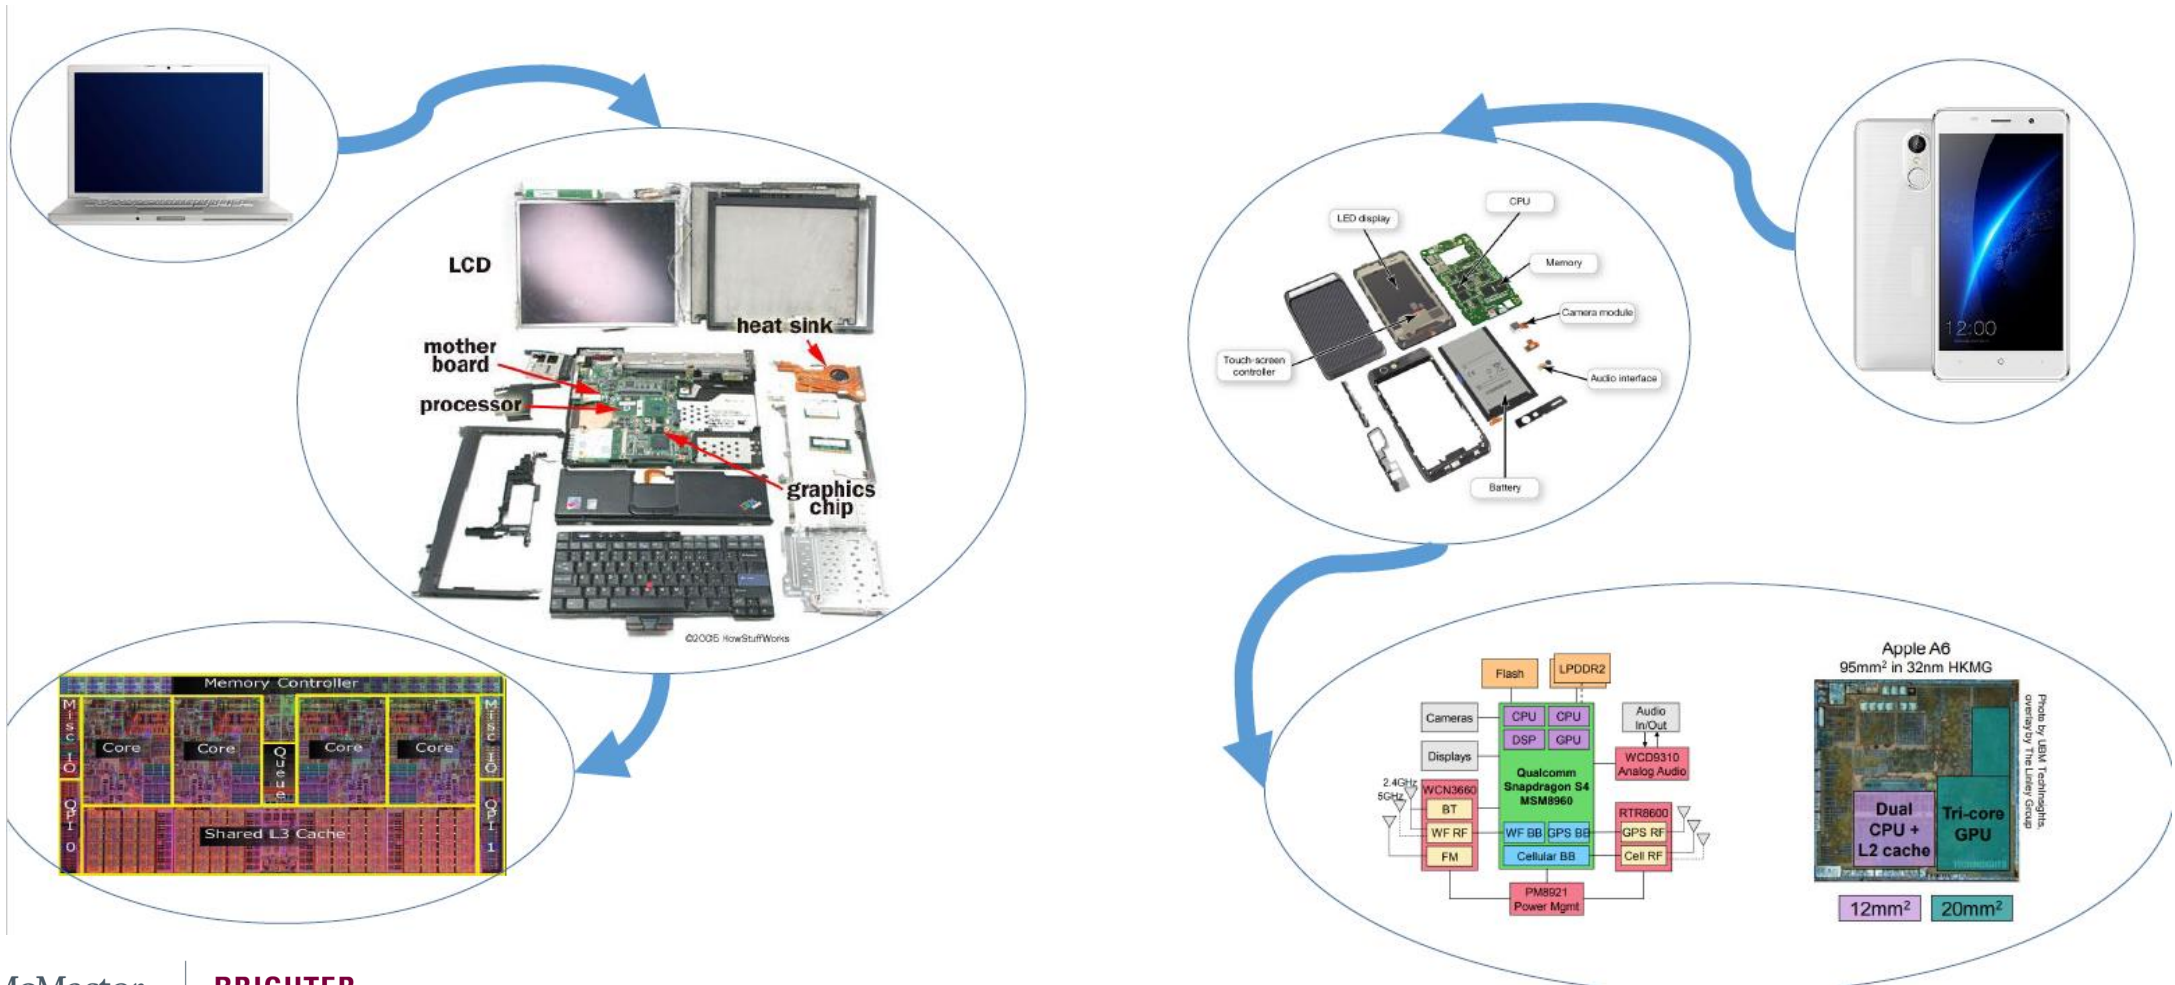 LCD
heat sink
mother
board
processor
graphics
chip
©2005 HowStuffWorks
Memory Controller
Misc IO
Core
Core
Queue
Core
Core
Misc IO
QPI 0
Shared L3 Cache
QPI 1
CPU
LED display
Memory
Camera module
Touch-screen
controller
Audio interface
Battery
12:00
Flash
LPDDR2
Cameras
CPU
CPU
Audio
In/Out
DSP
GPU
Displays
WCD9310
Analog Audio
Qualcomm
Snapdragon S4
MSM8960
2.4GHz
5GHz
WCN3660
BT
WF RF
FM
WF BB
GPS BB
Cellular BB
RTR8600
GPS RF
Cell RF
PM8921
Power Mgmt
Apple A6
95mm² in 32nm HKMG
Dual
CPU +
L2 cache
Tri-core
GPU
TECHINSIGHTS
Photo by UBM TechInsights,
overlay by The Linley Group
12mm²
20mm²
McMaster
BRIGHTER